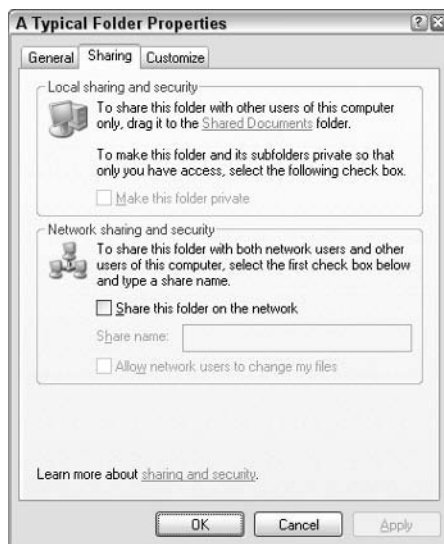 A Typical Folder Properties
General Sharing Customize
Local sharing and security
To share this folder with other users of this computer
only, drag it to the Shared Documents folder.
To make this folder and its subfolders private so that
only you have access, select the following check box.
Make this folder private
Network sharing and security
To share this folder with both network users and other
users of this computer, select the first check box below
and type a share name.
Share this folder on the network
Share name:
Allow network users to change my files
Learn more about sharing and security.
OK Cancel Apply